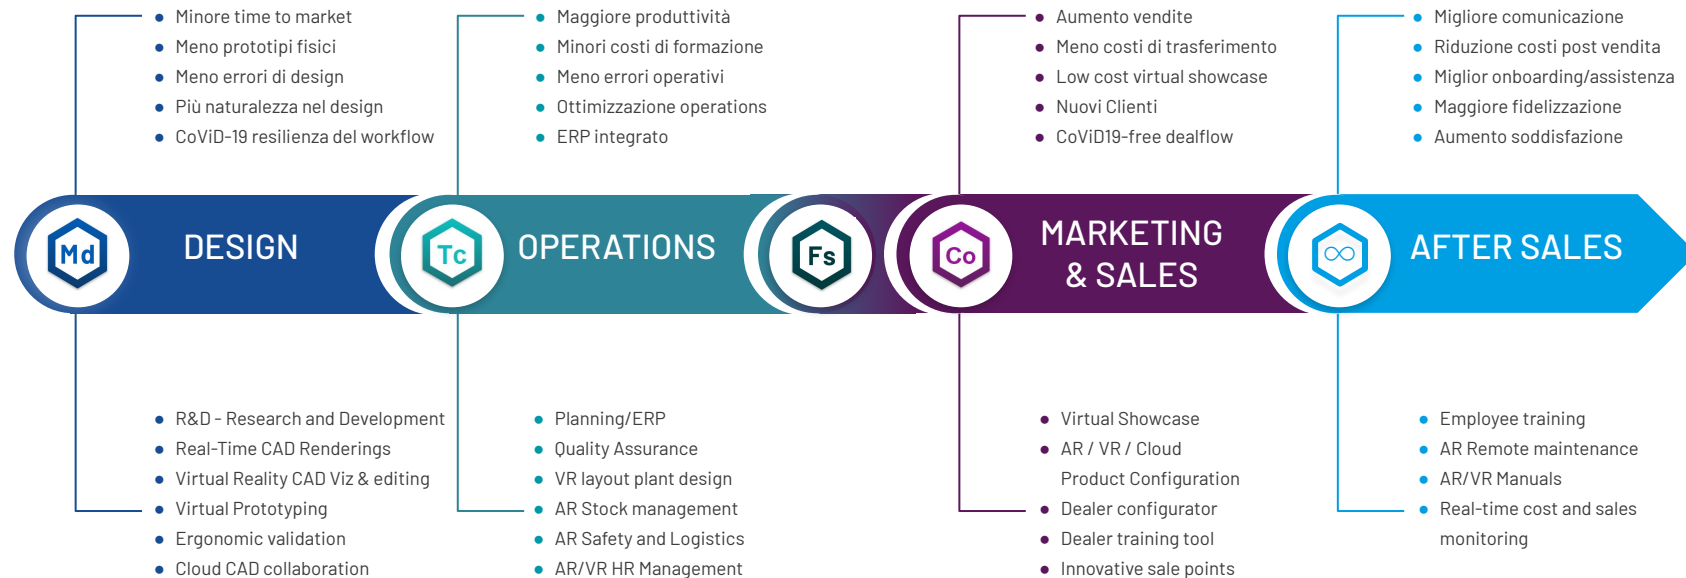 Minore time to market
Meno prototipi fisici
Meno errori di design
Più naturalezza nel design
CoViD-19 resilienza del workflow
Maggiore produttività
Minori costi di formazione
Meno errori operativi
Ottimizzazione operations
ERP integrato
Aumento vendite
Meno costi di trasferimento
Low cost virtual showcase
Nuovi Clienti
CoViD19-free dealflow
Migliore comunicazione
Riduzione costi post vendita
Miglior onboarding/assistenza
Maggiore fidelizzazione
Aumento soddisfazione
Md
DESIGN
Tc
OPERATIONS
Fs
Co
MARKETING
& SALES
∞
AFTER SALES
R&D - Research and Development
Real-Time CAD Renderings
Virtual Reality CAD Viz & editing
Virtual Prototyping
Ergonomic validation
Cloud CAD collaboration
Planning/ERP
Quality Assurance
VR layout plant design
AR Stock management
AR Safety and Logistics
AR/VR HR Management
Virtual Showcase
AR / VR / Cloud
Product Configuration
Dealer configurator
Dealer training tool
Innovative sale points
Employee training
AR Remote maintenance
AR/VR Manuals
Real-time cost and sales
monitoring